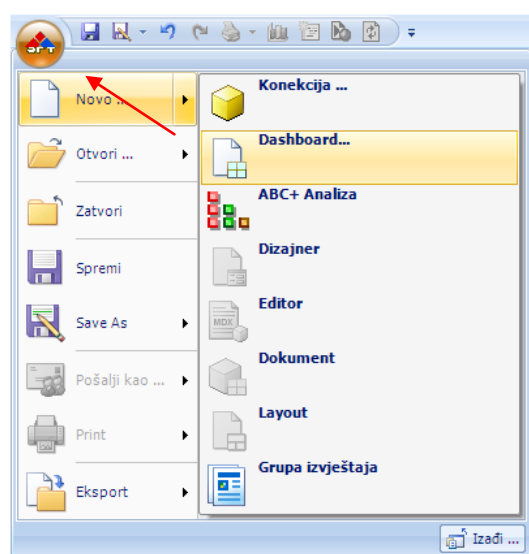 SPT
Novo ...
Otvori ...
Zatvori
Spremi
Save As
Pošalji kao ...
Print
Eksport
Konekcija ...
Dashboard...
ABC+ Analiza
Dizajner
Editor
MDX
Dokument
Layout
Grupa izvještaja
Izađi ...